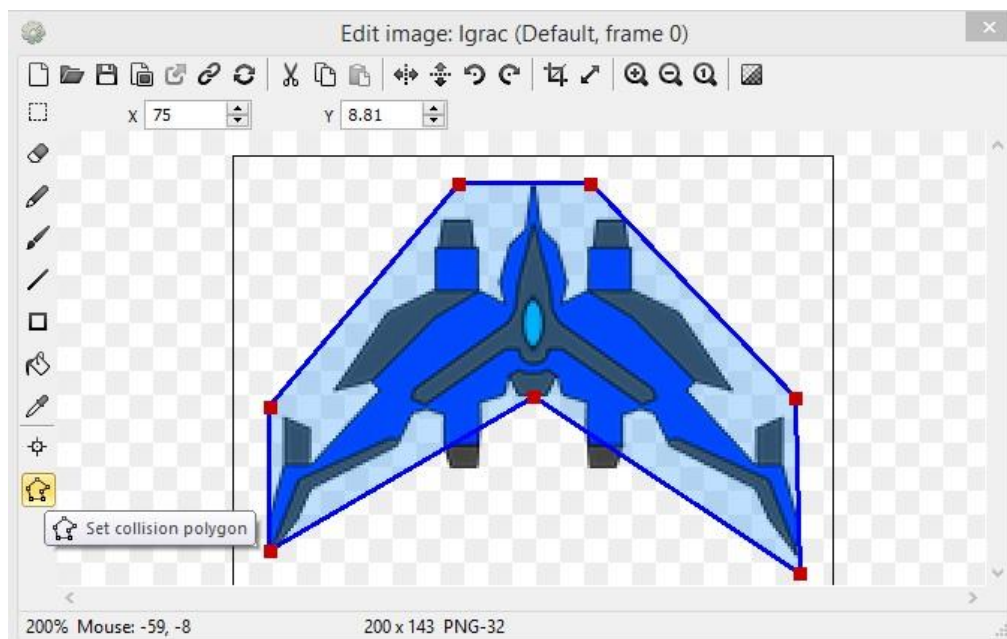 Edit image: Igrac (Default, frame 0)
X 75 Y 8.81
Set collision polygon
200% Mouse: -59, -8 200 x 143 PNG-32